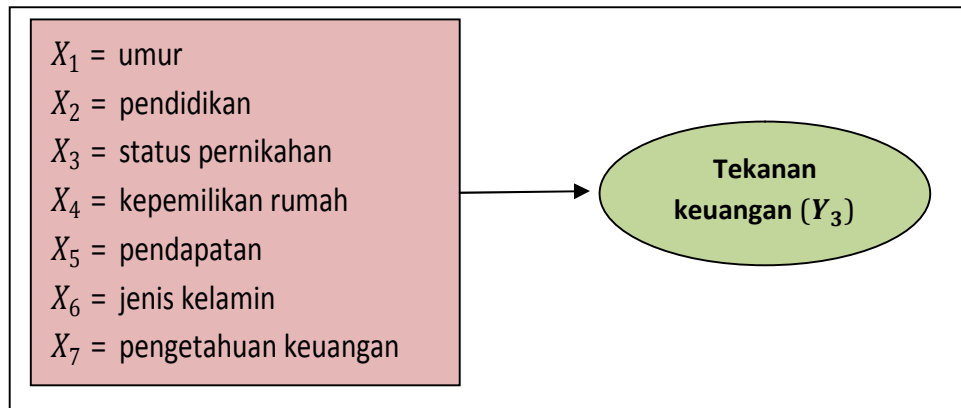 X₁ = umur
X₂ = pendidikan
X₃ = status pernikahan
X₄ = kepemilikan rumah
X₅ = pendapatan
X₆ = jenis kelamin
X₇ = pengetahuan keuangan
Tekanan
keuangan (Y₃)